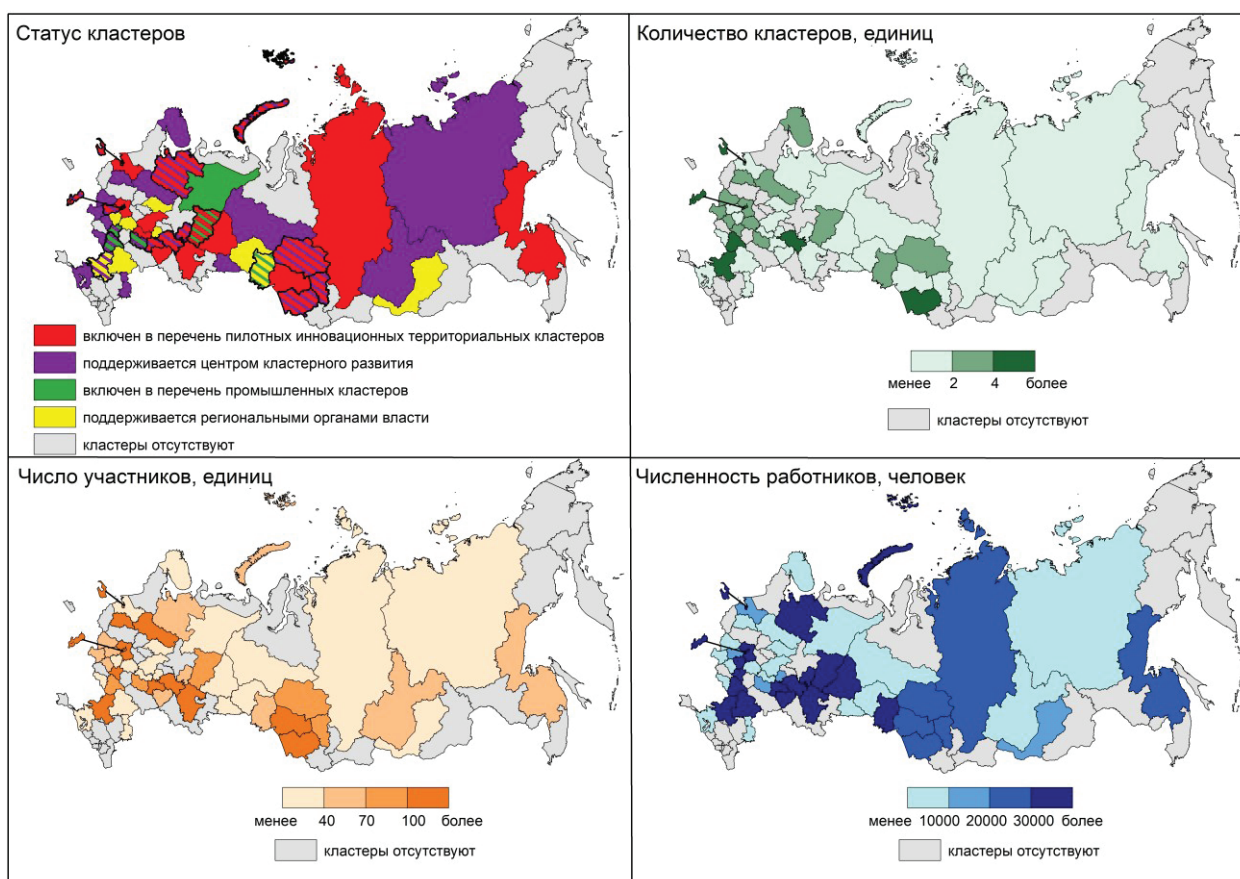 Статус кластеров
включен в перечень пилотных инновационных территориальных кластеров
поддерживается центром кластерного развития
включен в перечень промышленных кластеров
поддерживается региональными органами власти
кластеры отсутствуют
Количество кластеров, единиц
менее 2 4 более
кластеры отсутствуют
Число участников, единиц
менее 40 70 100 более
кластеры отсутствуют
Численность работников, человек
менее 10000 20000 30000 более
кластеры отсутствуют